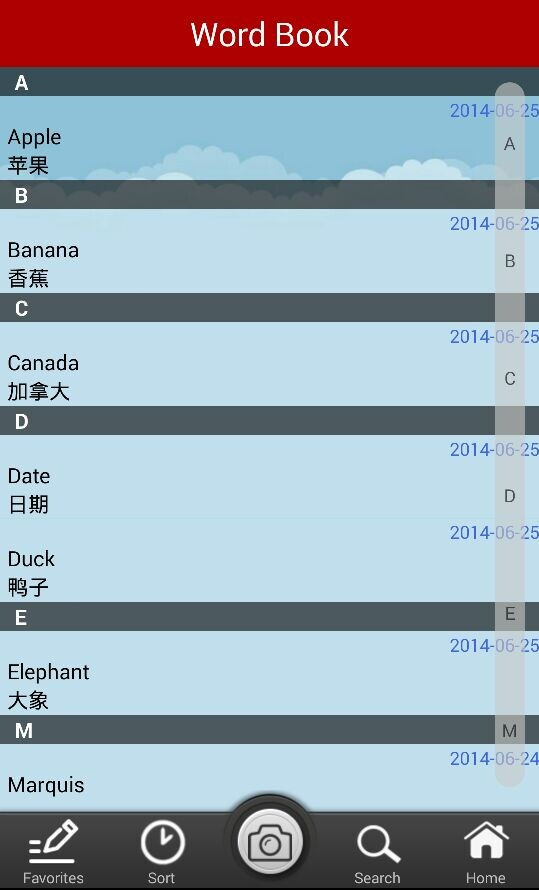 Word Book
A
2014-06-25
Apple
苹果
B
2014-06-25
Banana
香蕉
C
2014-06-25
Canada
加拿大
D
2014-06-25
Date
日期
2014-06-25
Duck
鸭子
E
2014-06-25
Elephant
大象
M
2014-06-24
Marquis
A
B
C
D
E
M
Favorites
Sort
Search
Home